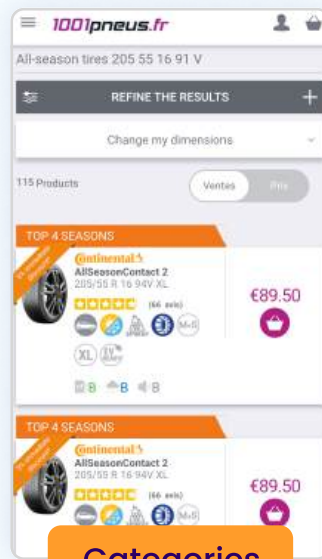 1001pneus.fr
All-season tires 205 55 16 91 V
REFINE THE RESULTS
Change my dimensions
115 Products
Ventes
Prix
TOP 4 SEASONS
Continental
AllSeasonContact 2
205/55 R 16 94V XL
(66 avis)
M+S
€89.50
XL
B B B
TOP 4 SEASONS
Continental
AllSeasonContact 2
205/55 R 16 94V XL
(66 avis)
M+S
€89.50
Categories